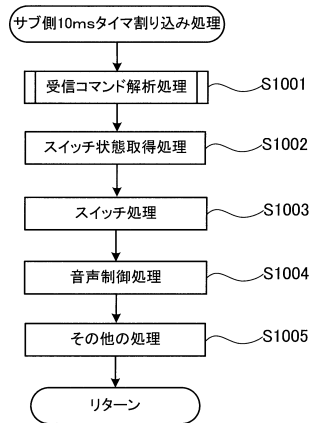 サブ側10msタイマ割り込み処理
受信コマンド解析処理 S1001
スイッチ状態取得処理 S1002
スイッチ処理 S1003
音声制御処理 S1004
その他の処理 S1005
リターン